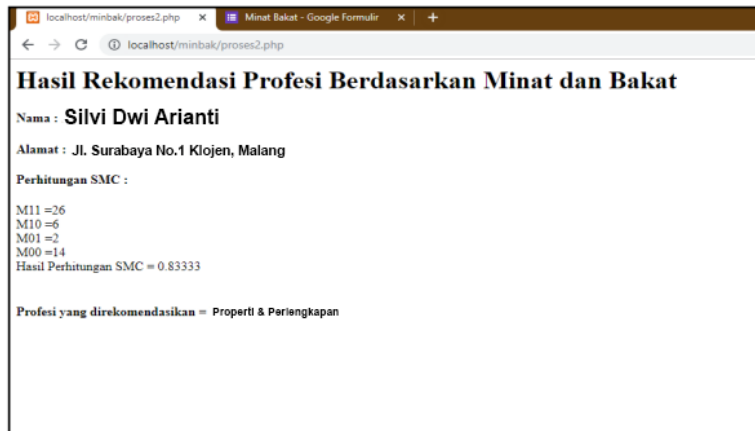 localhost/minbak/proses2.php
Minat Bakat - Google Formulir
localhost/minbak/proses2.php
Hasil Rekomendasi Profesi Berdasarkan Minat dan Bakat
Nama : Silvi Dwi Arianti
Alamat : Jl. Surabaya No.1 Klojen, Malang
Perhitungan SMC :
M11 =26
M10 =6
M01 =2
M00 =14
Hasil Perhitungan SMC = 0.83333
Profesi yang direkomendasikan = Properti & Perlengkapan